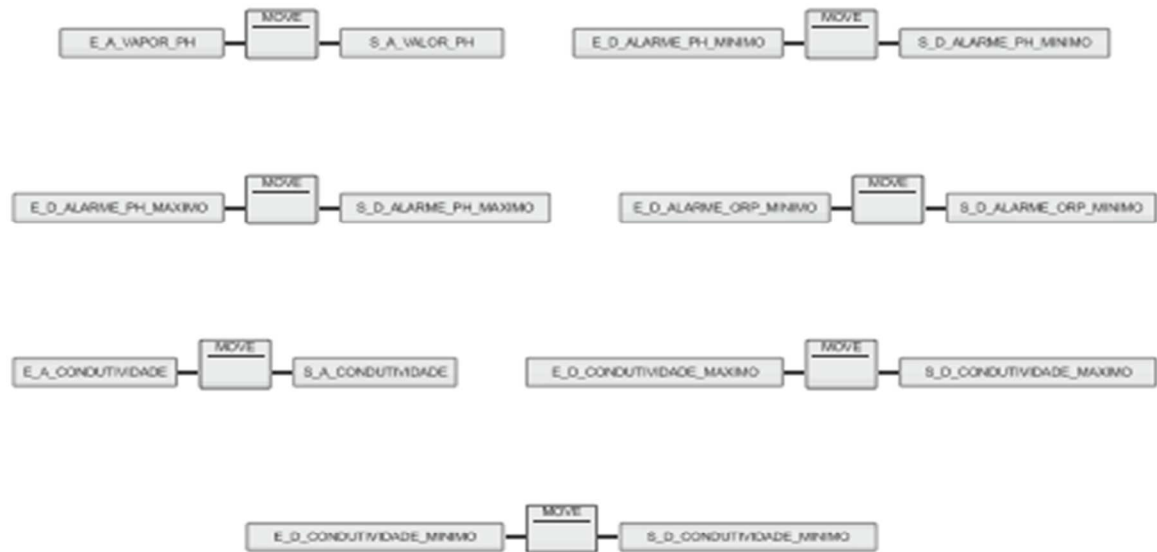 MOVE MOVE
E_A_VAPOR_PH S_A_VALOR_PH E_D_ALARME_PH_MINIMO S_D_ALARME_PH_MINIMO
MOVE MOVE
E_D_ALARME_PH_MAXIMO S_D_ALARME_PH_MAXIMO E_D_ALARME_ORP_MINIMO S_D_ALARME_ORP_MINIMO
MOVE MOVE
E_A_CONDUTIVIDADE S_A_CONDUTIVIDADE E_D_CONDUTIVIDADE_MAXIMO S_D_CONDUTIVIDADE_MAXIMO
MOVE
E_D_CONDUTIVIDADE_MINIMO S_D_CONDUTIVIDADE_MINIMO